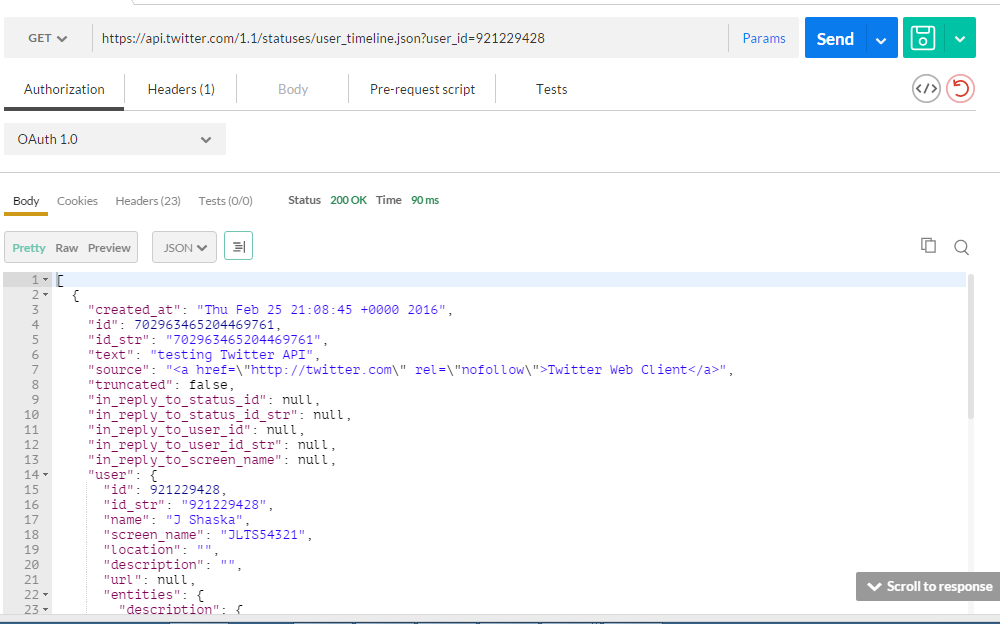 GET https://api.twitter.com/1.1/statuses/user_timeline.json?user_id=921229428 Params Send
Authorization Headers (1) Body Pre-request script Tests
OAuth 1.0
Body Cookies Headers (23) Tests (0/0) Status 200 OK Time 90 ms
Pretty Raw Preview JSON
1 [
2 {
3 "created_at": "Thu Feb 25 21:08:45 +0000 2016",
4 "id": 702963465204469761,
5 "id_str": "702963465204469761",
6 "text": "testing Twitter API",
7 "source": "<a href=\"http://twitter.com\" rel=\"nofollow\">Twitter Web Client</a>",
8 "truncated": false,
9 "in_reply_to_status_id": null,
10 "in_reply_to_status_id_str": null,
11 "in_reply_to_user_id": null,
12 "in_reply_to_user_id_str": null,
13 "in_reply_to_screen_name": null,
14 "user": {
15 "id": 921229428,
16 "id_str": "921229428",
17 "name": "J Shaska",
18 "screen_name": "JLTS54321",
19 "location": "",
20 "description": "",
21 "url": null,
22 "entities": {
23 "description": {
Scroll to response